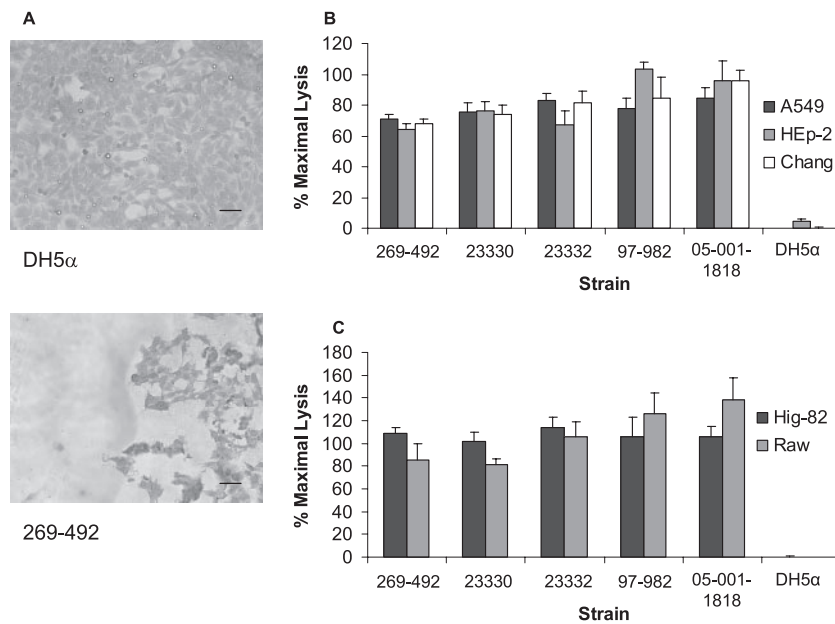 A
DH5α
269-492
B
% Maximal Lysis
120
100
80
60
40
20
0
A549
HEp-2
Chang
269-492 23330 23332 97-982 05-001-1818 DH5α
Strain
C
% Maximal Lysis
180
160
140
120
100
80
60
40
20
0
Hig-82
Raw
269-492 23330 23332 97-982 05-001-1818 DH5α
Strain